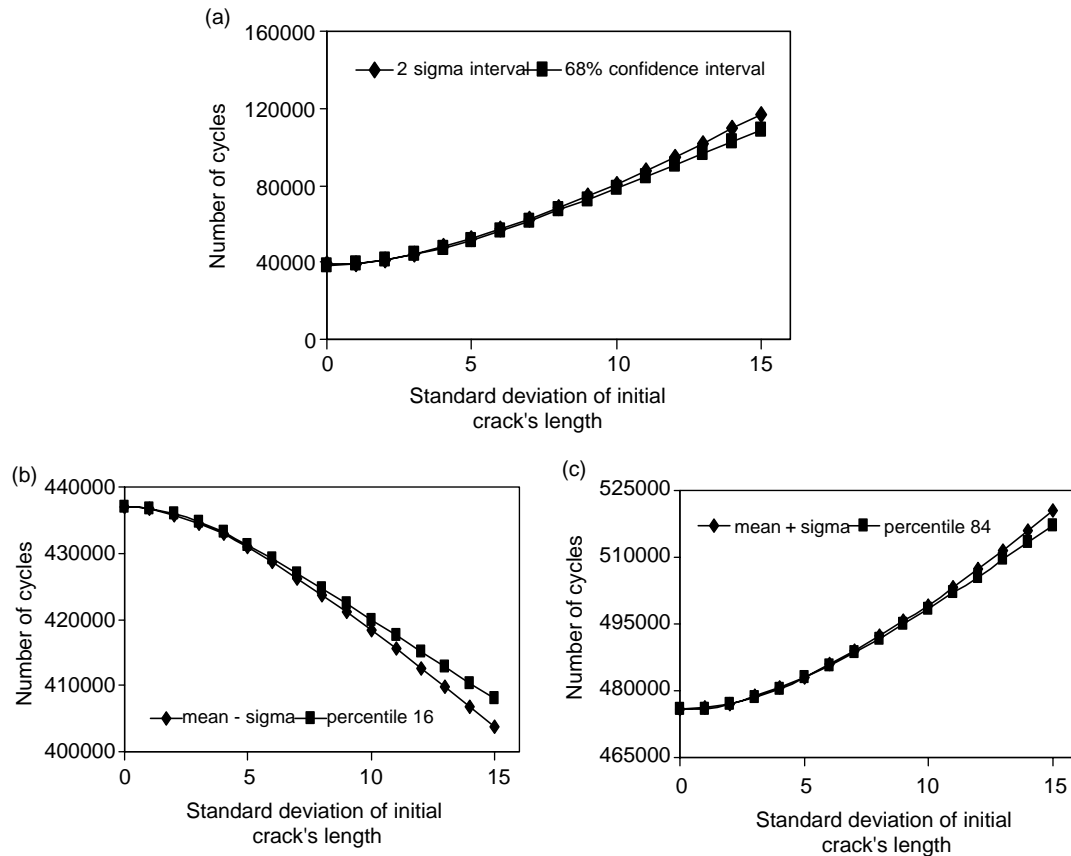 (a)
160000
120000
80000
40000
0
Number of cycles
2 sigma interval 68% confidence interval
0 5 10 15
Standard deviation of initial
crack's length
(b)
440000
430000
420000
410000
400000
Number of cycles
mean - sigma percentile 16
0 5 10 15
Standard deviation of initial
crack's length
(c)
525000
510000
495000
480000
465000
Number of cycles
mean + sigma percentile 84
0 5 10 15
Standard deviation of initial
crack's length